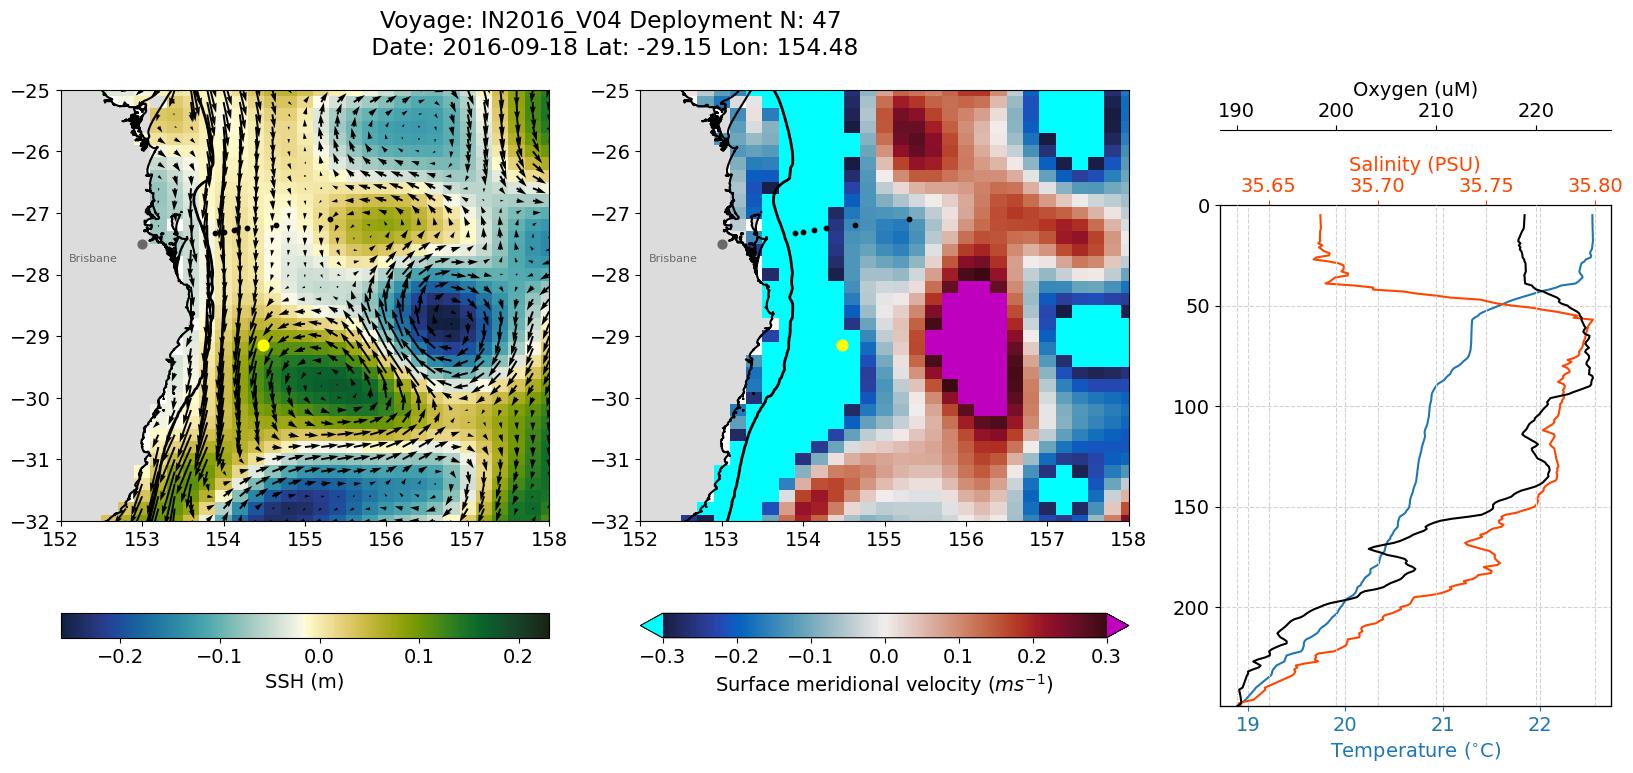 Voyage: IN2016_V04 Deployment N: 47
Date: 2016-09-18 Lat: -29.15 Lon: 154.48
−25
−26
−27
−28
−29
−30
−31
−32
152 153 154 155 156 157 158
Brisbane
−0.2 −0.1 0.0 0.1 0.2
SSH (m)
−25
−26
−27
−28
−29
−30
−31
−32
152 153 154 155 156 157 158
Brisbane
−0.3 −0.2 −0.1 0.0 0.1 0.2 0.3
Surface meridional velocity (ms⁻¹)
Oxygen (uM)
190 200 210 220
Salinity (PSU)
35.65 35.70 35.75 35.80
0
50
100
150
200
19 20 21 22
Temperature (°C)